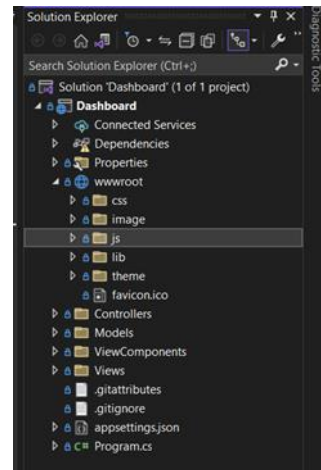 Solution Explorer
Search Solution Explorer (Ctrl+;)
Solution 'Dashboard' (1 of 1 project)
Dashboard
Connected Services
Dependencies
Properties
wwwroot
css
image
js
lib
theme
favicon.ico
Controllers
Models
ViewComponents
Views
.gitattributes
.gitignore
appsettings.json
C# Program.cs
Diagnostic Tools